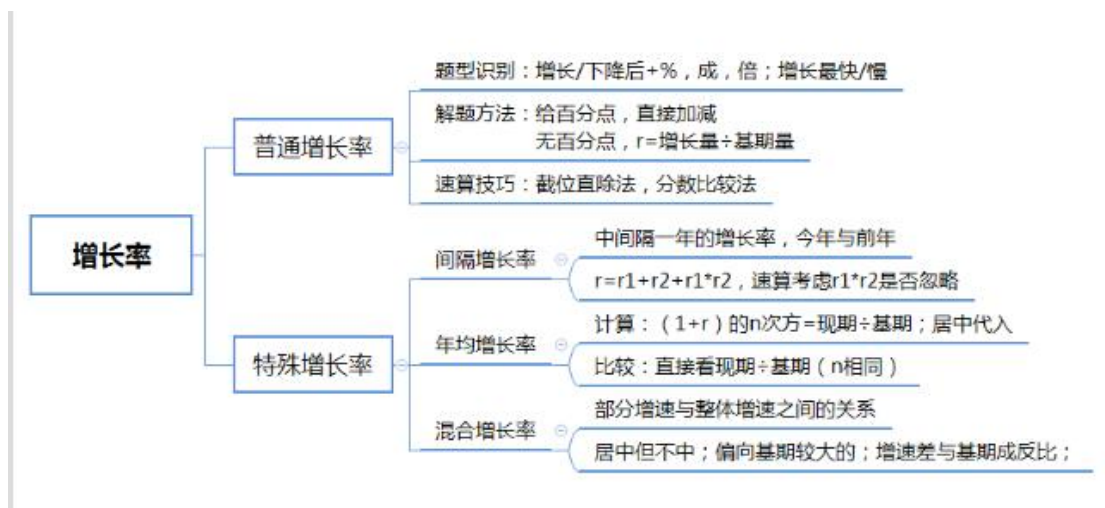 增长率
普通增长率
题型识别：增长/下降后+%，成，倍；增长最快/慢
解题方法：给百分点，直接加减
无百分点，r=增长量÷基期量
速算技巧：截位直除法，分数比较法
特殊增长率
间隔增长率
中间隔一年的增长率，今年与前年
r=r1+r2+r1*r2，速算考虑r1*r2是否忽略
年均增长率
计算：（1+r）的n次方=现期÷基期；居中代入
比较：直接看现期÷基期（n相同）
混合增长率
部分增速与整体增速之间的关系
居中但不中；偏向基期较大的；增速差与基期成反比；